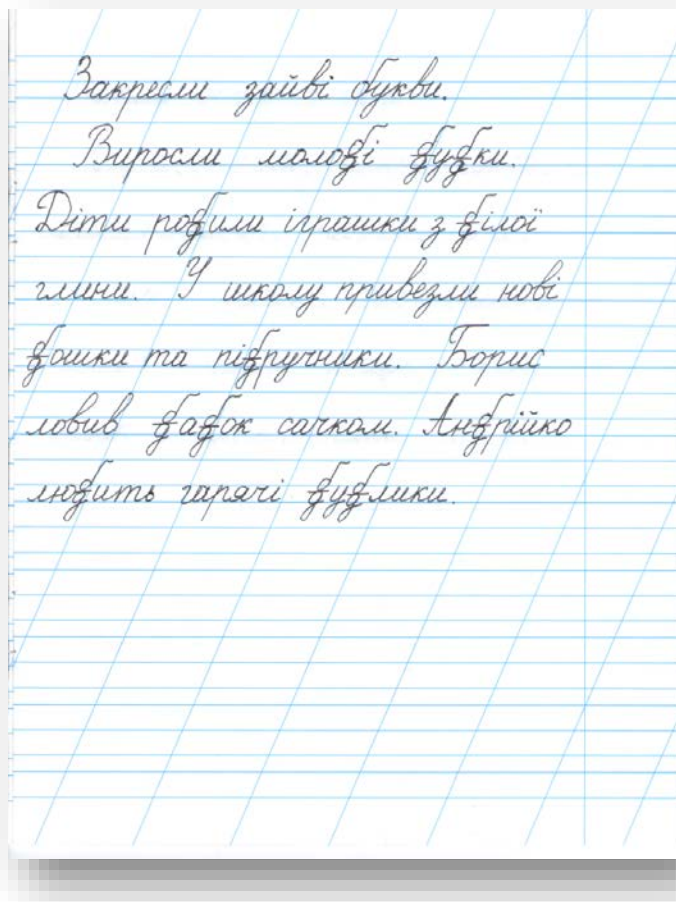 Закресли зайві букви.
Виросли молоді дубки.
Діти робили іграшки з білої
глини. У школу привезли нові
дошки та підручники. Борис
ловив бабок сачком. Андрійко
любить гарячі бублики.